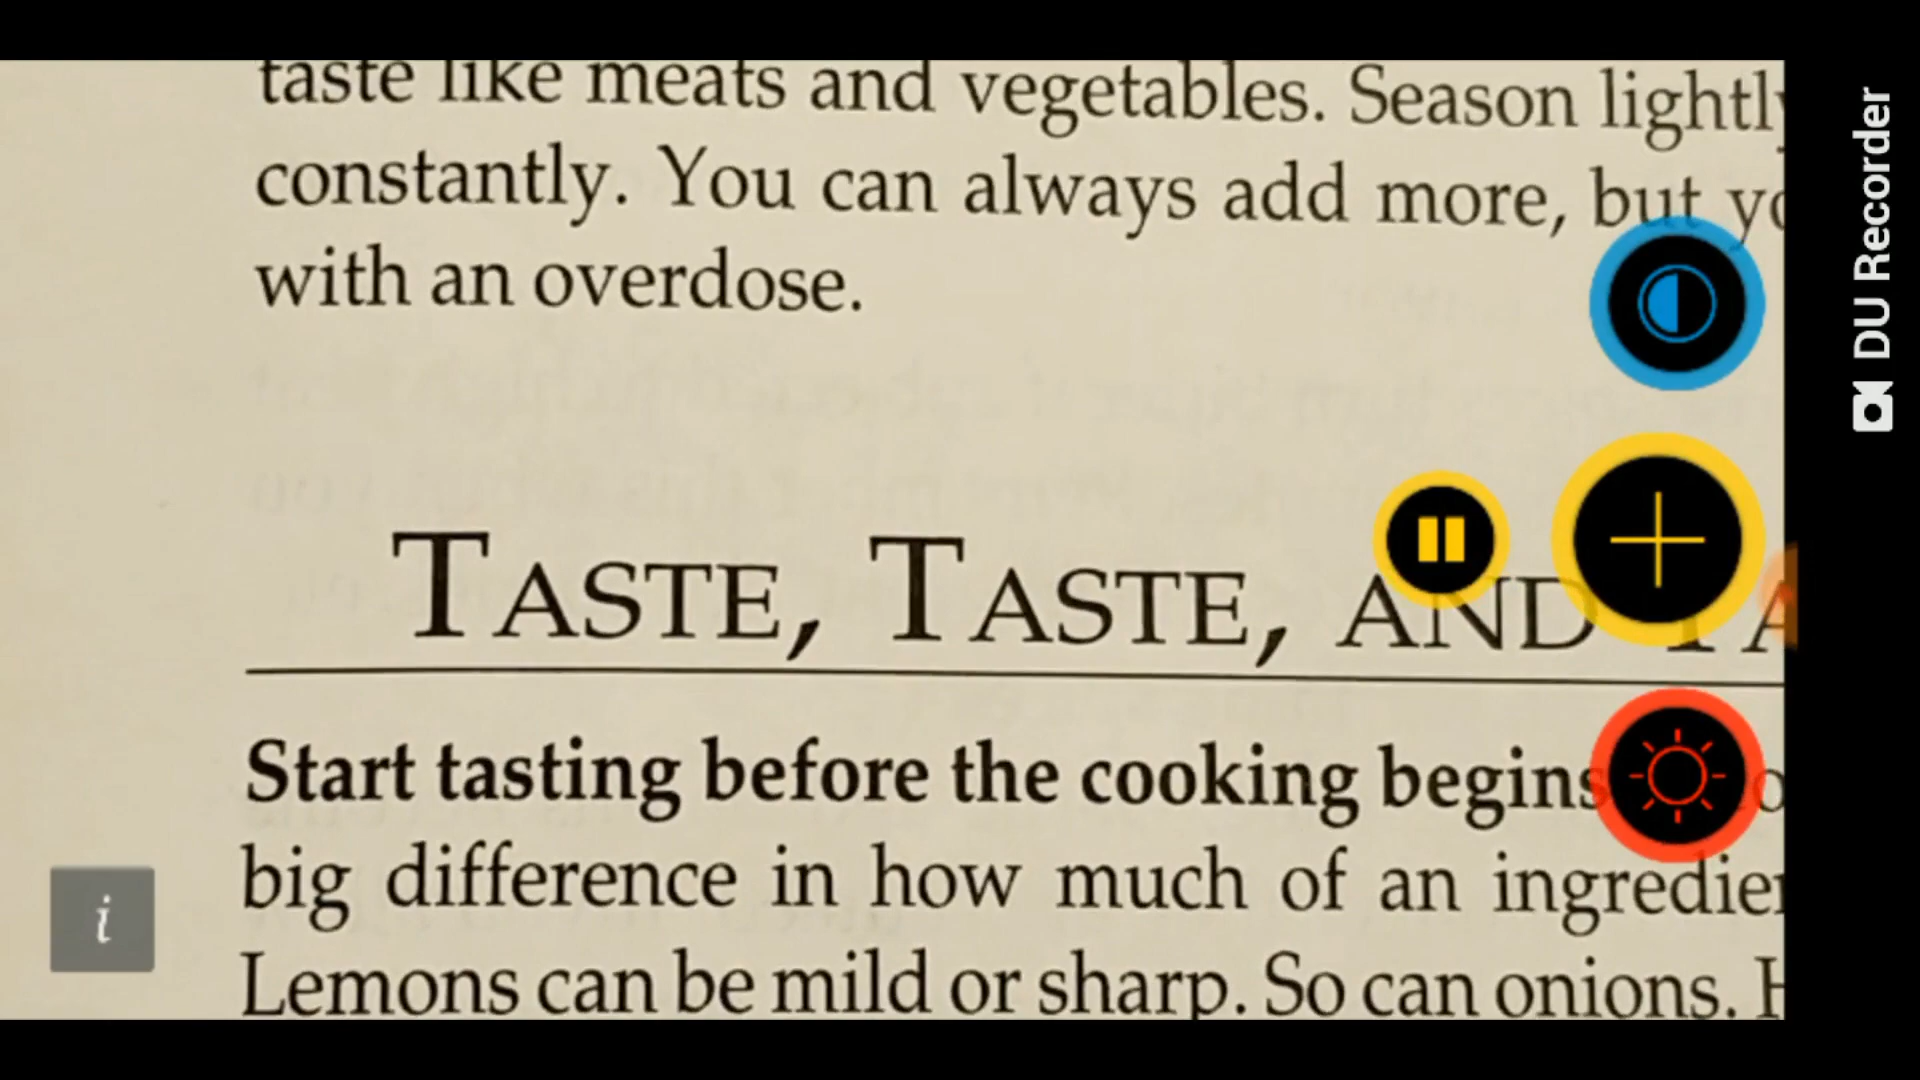 taste like meats and vegetables. Season lightly
constantly. You can always add more, but
with an overdose.
TASTE, TASTE, AND
Start tasting before the cooking begins
big difference in how much of an
Lemons can be mild or sharp. So can onions.
i
DU Recorder